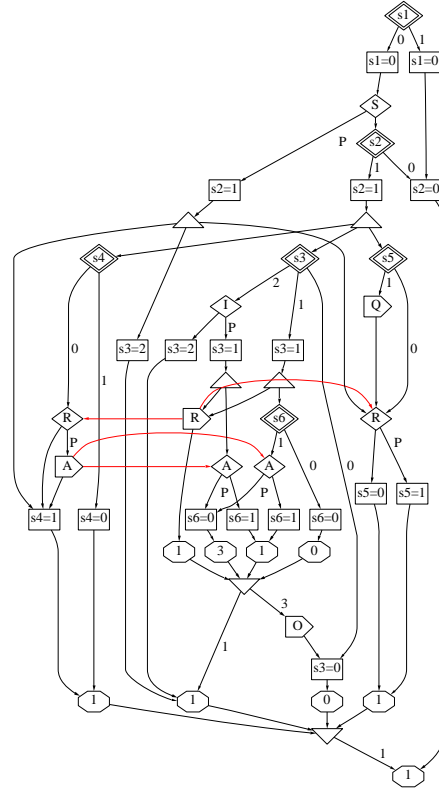 s1
0 1
s1=0 s1=0
S
P s2
1 0
s2=1 s2=1 s2=0
s4 s3 s5
2 1 1
I Q
P
0 s3=2 s3=2 s3=1 s3=1 0
1
R R s6 R
P 1 P
A A A 0 0
P P
s4=1 s4=0 s6=0 s6=1 s6=1 s6=0 s5=0 s5=1
1 3 1 0
3
O
1
s3=0
1 1 0 1
1
1